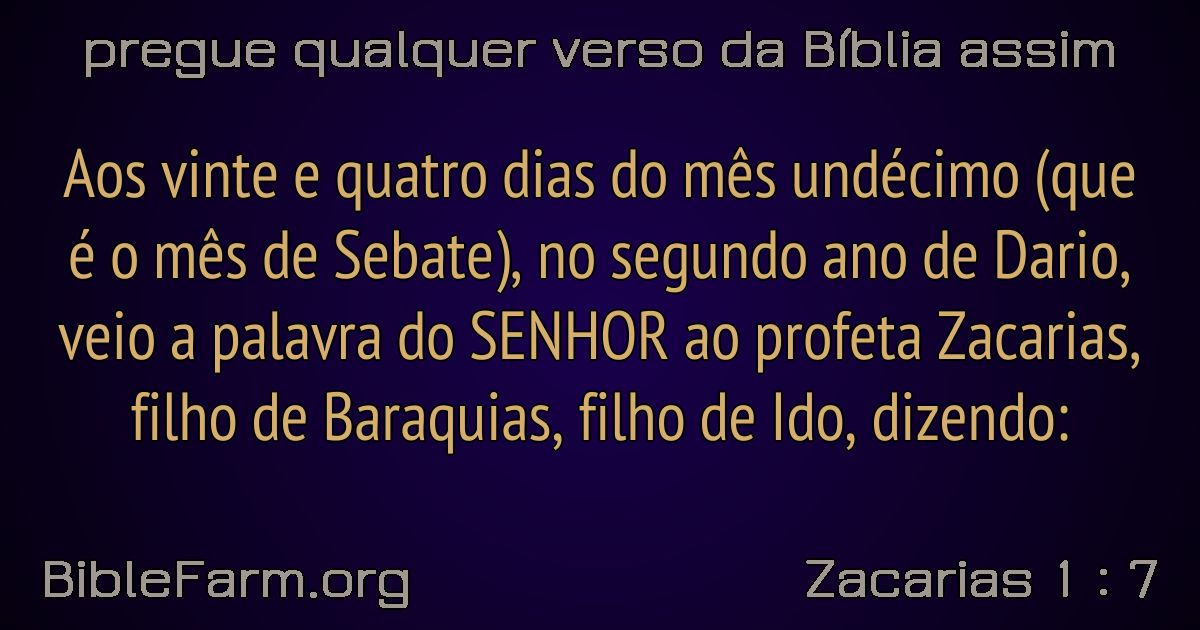 pregue qualquer verso da Bíblia assim
Aos vinte e quatro dias do mês undécimo (que
é o mês de Sebate), no segundo ano de Dario,
veio a palavra do SENHOR ao profeta Zacarias,
filho de Baraquias, filho de Ido, dizendo:
BibleFarm.org
Zacarias 1 : 7